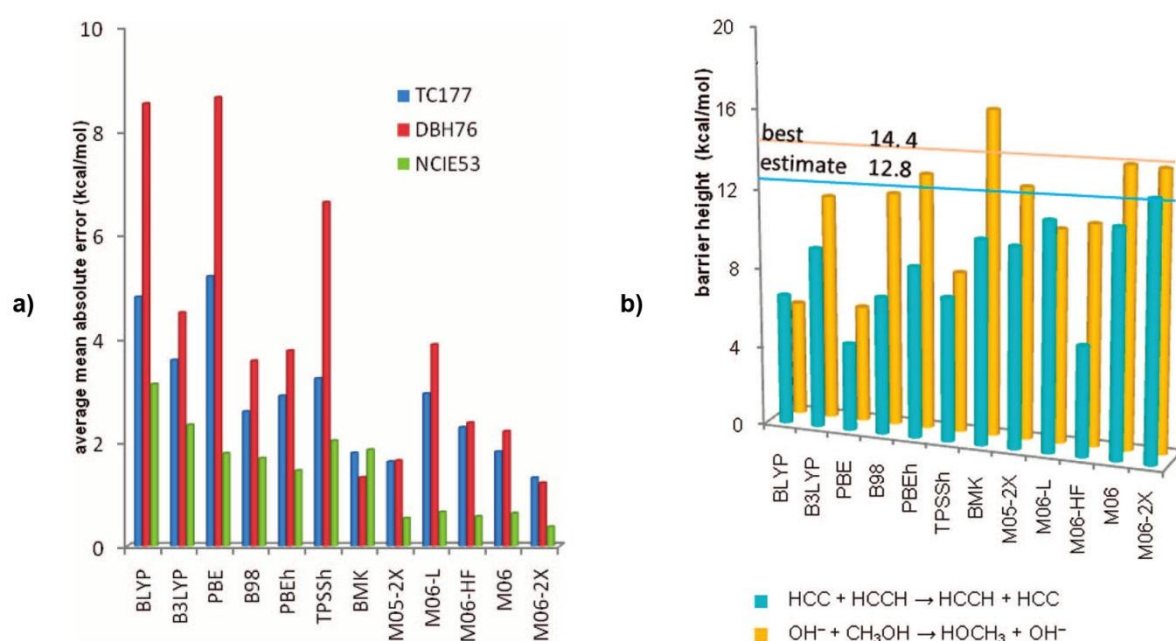 a)
average mean absolute error (kcal/mol)
10
8
6
4
2
0
TC177
DBH76
NCIE53
BLYP
B3LYP
PBE
B98
PBEh
TPSSh
BMK
M05-2X
M06-L
M06-HF
M06
M06-2X
b)
barrier height (kcal/mol)
20
16
12
8
4
0
best 14.4
estimate 12.8
BLYP
B3LYP
PBE
B98
PBEh
TPSSh
BMK
M05-2X
M06-L
M06-HF
M06
M06-2X
HCC + HCCH → HCCH + HCC
OH⁻ + CH₃OH → HOCH₃ + OH⁻